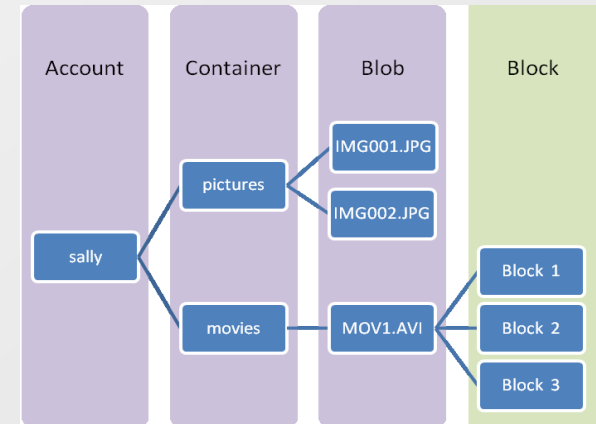 Account
Container
Blob
Block
sally
pictures
movies
IMG001.JPG
IMG002.JPG
MOV1.AVI
Block 1
Block 2
Block 3